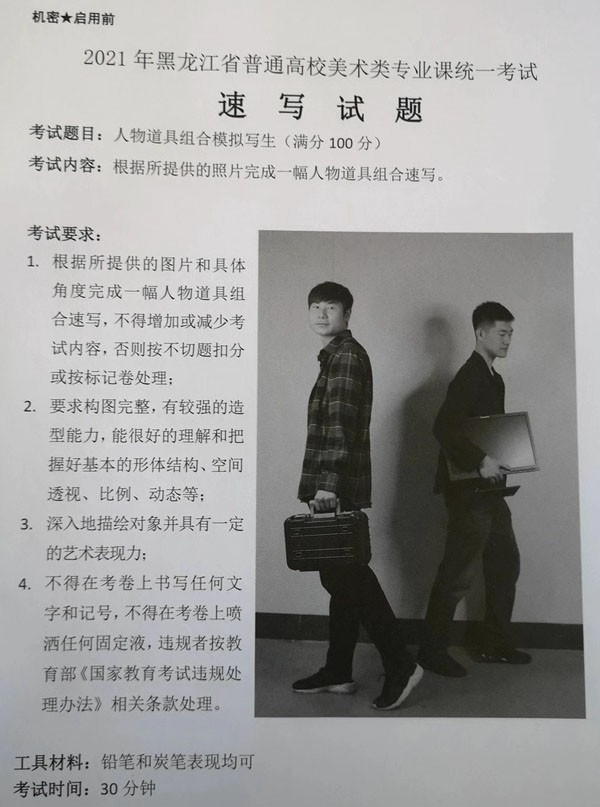 机密★启用前
2021年黑龙江省普通高校美术类专业课统一考试
速写试题
考试题目：人物道具组合模拟写生（满分100分）
考试内容：根据所提供的照片完成一幅人物道具组合速写。
考试要求：
1. 根据所提供的图片和具体
角度完成一幅人物道具组
合速写，不得增加或减少考
试内容，否则按不切题扣分
或按标记卷处理；
2. 要求构图完整，有较强的造
型能力，能很好的理解和把
握好基本的形体结构、空间
透视、比例、动态等；
3. 深入地描绘对象并具有一定
的艺术表现力；
4. 不得在考卷上书写任何文
字和记号，不得在考卷上喷
洒任何固定液，违规者按教
育部《国家教育考试违规处
理办法》相关条款处理。
工具材料：铅笔和炭笔表现均可
考试时间：30分钟